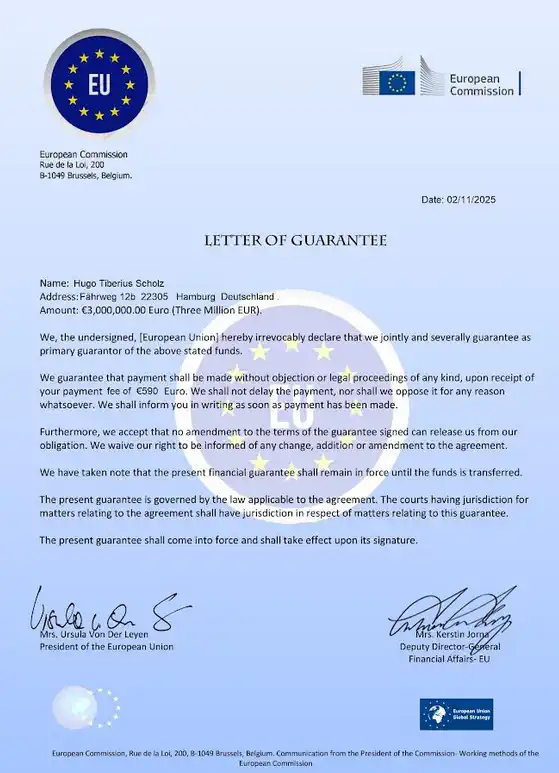 EU
European
Commission
European Commission
Rue de la Loi, 200
B-1049 Brussels, Belgium.
Date: 02/11/2025
LETTER OF GUARANTEE
Name: Hugo Tiberius Scholz
Address:Fährweg 12b 22305 Hamburg Deutschland .
Amount: €3,000,000.00 Euro (Three Million EUR).
We, the undersigned, [European Union] hereby irrevocably declare that we jointly and severally guarantee as
primary guarantor of the above stated funds.
We guarantee that payment shall be made without objection or legal proceedings of any kind, upon receipt of
your payment fee of €590 Euro. We shall not delay the payment, nor shall we oppose it for any reason
whatsoever. We shall inform you in writing as soon as payment has been made.
Furthermore, we accept that no amendment to the terms of the guarantee signed can release us from our
obligation. We waive our right to be informed of any change, addition or amendment to the agreement.
We have taken note that the present financial guarantee shall remain in force until the funds is transferred.
The present guarantee is governed by the law applicable to the agreement. The courts having jurisdiction for
matters relating to the agreement shall have jurisdiction in respect of matters relating to this guarantee.
The present guarantee shall come into force and shall take effect upon its signature.
Mrs. Ursula Von Der Leyen
President of the European Union
Mrs. Kerstin Jorna
Deputy Director-General
Financial Affairs- EU
European Union
Global Strategy
European Commission, Rue de la Loi, 200, B-1049 Brussels, Belgium. Communication from the President of the Commission- Working methods of the
European Commission